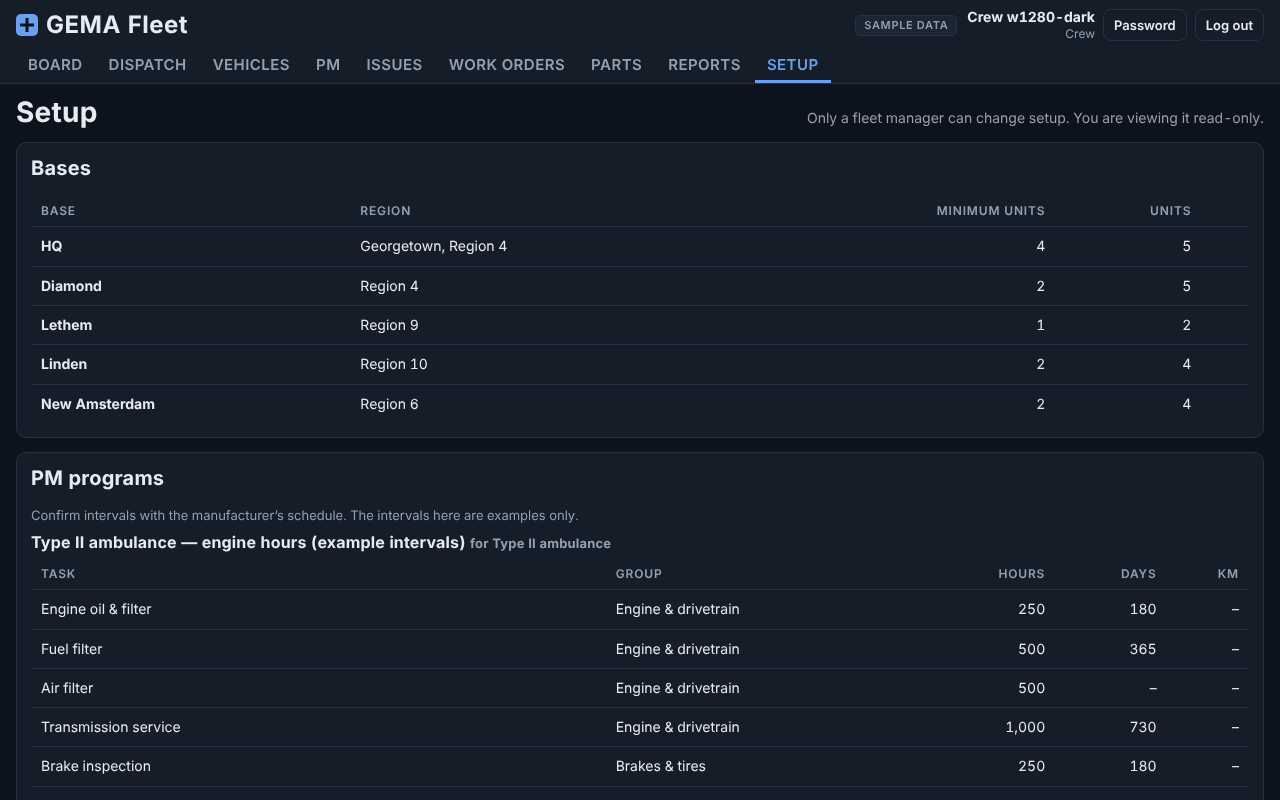 GEMA Fleet
SAMPLE DATA
Crew w1280-dark
Crew
Password
Log out
BOARD DISPATCH VEHICLES PM ISSUES WORK ORDERS PARTS REPORTS SETUP
Setup
Only a fleet manager can change setup. You are viewing it read-only.
Bases
BASE REGION MINIMUM UNITS UNITS
HQ Georgetown, Region 4 4 5
Diamond Region 4 2 5
Lethem Region 9 1 2
Linden Region 10 2 4
New Amsterdam Region 6 2 4
PM programs
Confirm intervals with the manufacturer’s schedule. The intervals here are examples only.
Type II ambulance — engine hours (example intervals) for Type II ambulance
TASK GROUP HOURS DAYS KM
Engine oil & filter Engine & drivetrain 250 180 –
Fuel filter Engine & drivetrain 500 365 –
Air filter Engine & drivetrain 500 – –
Transmission service Engine & drivetrain 1,000 730 –
Brake inspection Brakes & tires 250 180 –